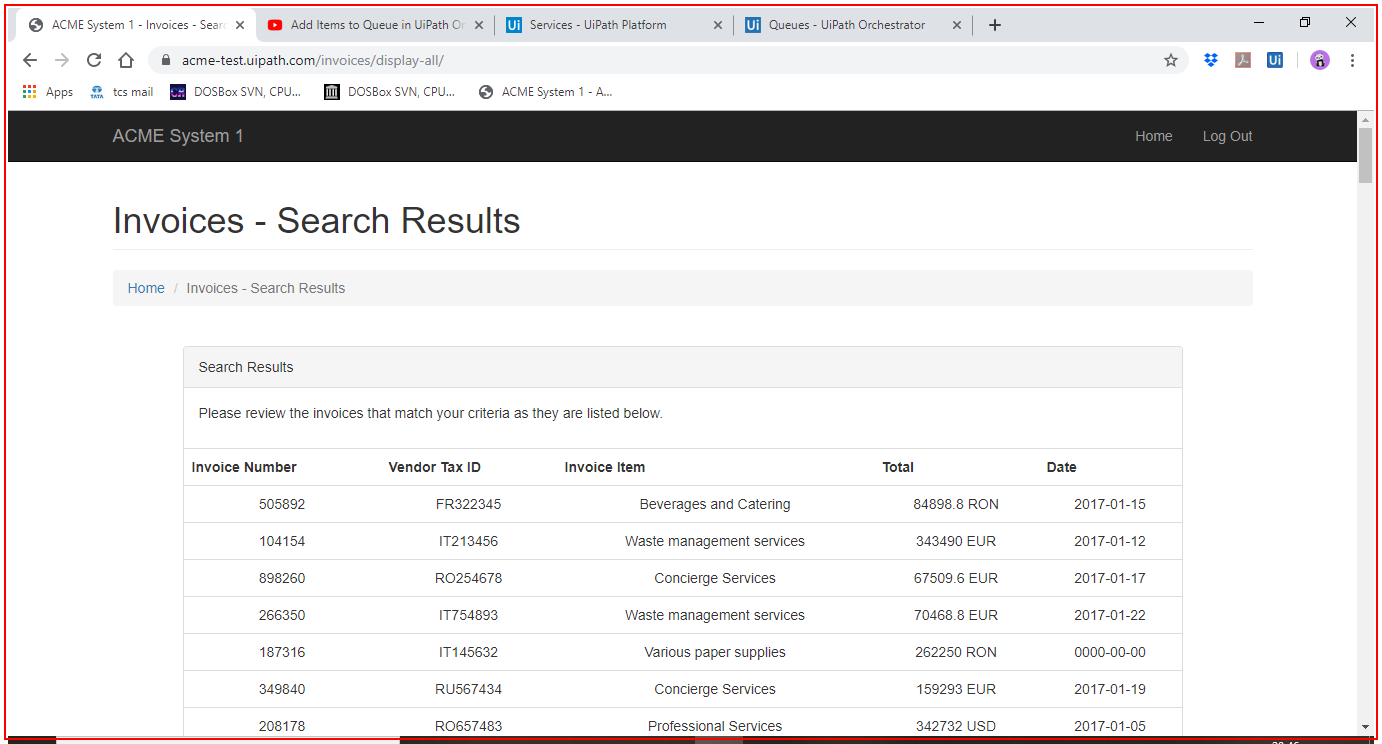 ACME System 1 - Invoices - Sear
Add Items to Queue in UiPath Or
Ui Services - UiPath Platform
Ui Queues - UiPath Orchestrator
acme-test.uipath.com/invoices/display-all/
Ui
Apps
TATA tcs mail
DOSBox SVN, CPU...
DOSBox SVN, CPU...
ACME System 1 - A...
ACME System 1
Home
Log Out
Invoices - Search Results
Home / Invoices - Search Results
Search Results
Please review the invoices that match your criteria as they are listed below.
Invoice Number Vendor Tax ID Invoice Item Total Date
505892 FR322345 Beverages and Catering 84898.8 RON 2017-01-15
104154 IT213456 Waste management services 343490 EUR 2017-01-12
898260 RO254678 Concierge Services 67509.6 EUR 2017-01-17
266350 IT754893 Waste management services 70468.8 EUR 2017-01-22
187316 IT145632 Various paper supplies 262250 RON 0000-00-00
349840 RU567434 Concierge Services 159293 EUR 2017-01-19
208178 RO657483 Professional Services 342732 USD 2017-01-05